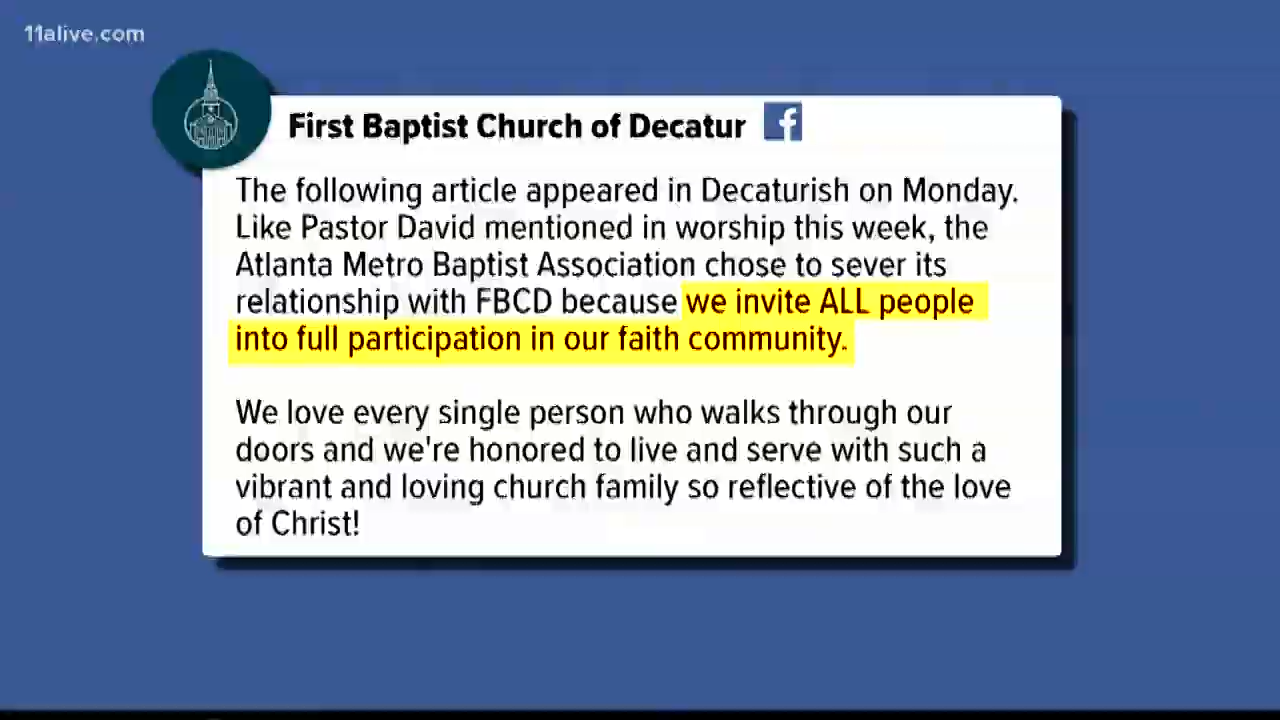 11alive.com
First Baptist Church of Decatur f
The following article appeared in Decaturish on Monday.
Like Pastor David mentioned in worship this week, the
Atlanta Metro Baptist Association chose to sever its
relationship with FBCD because we invite ALL people
into full participation in our faith community.
We love every single person who walks through our
doors and we're honored to live and serve with such a
vibrant and loving church family so reflective of the love
of Christ!